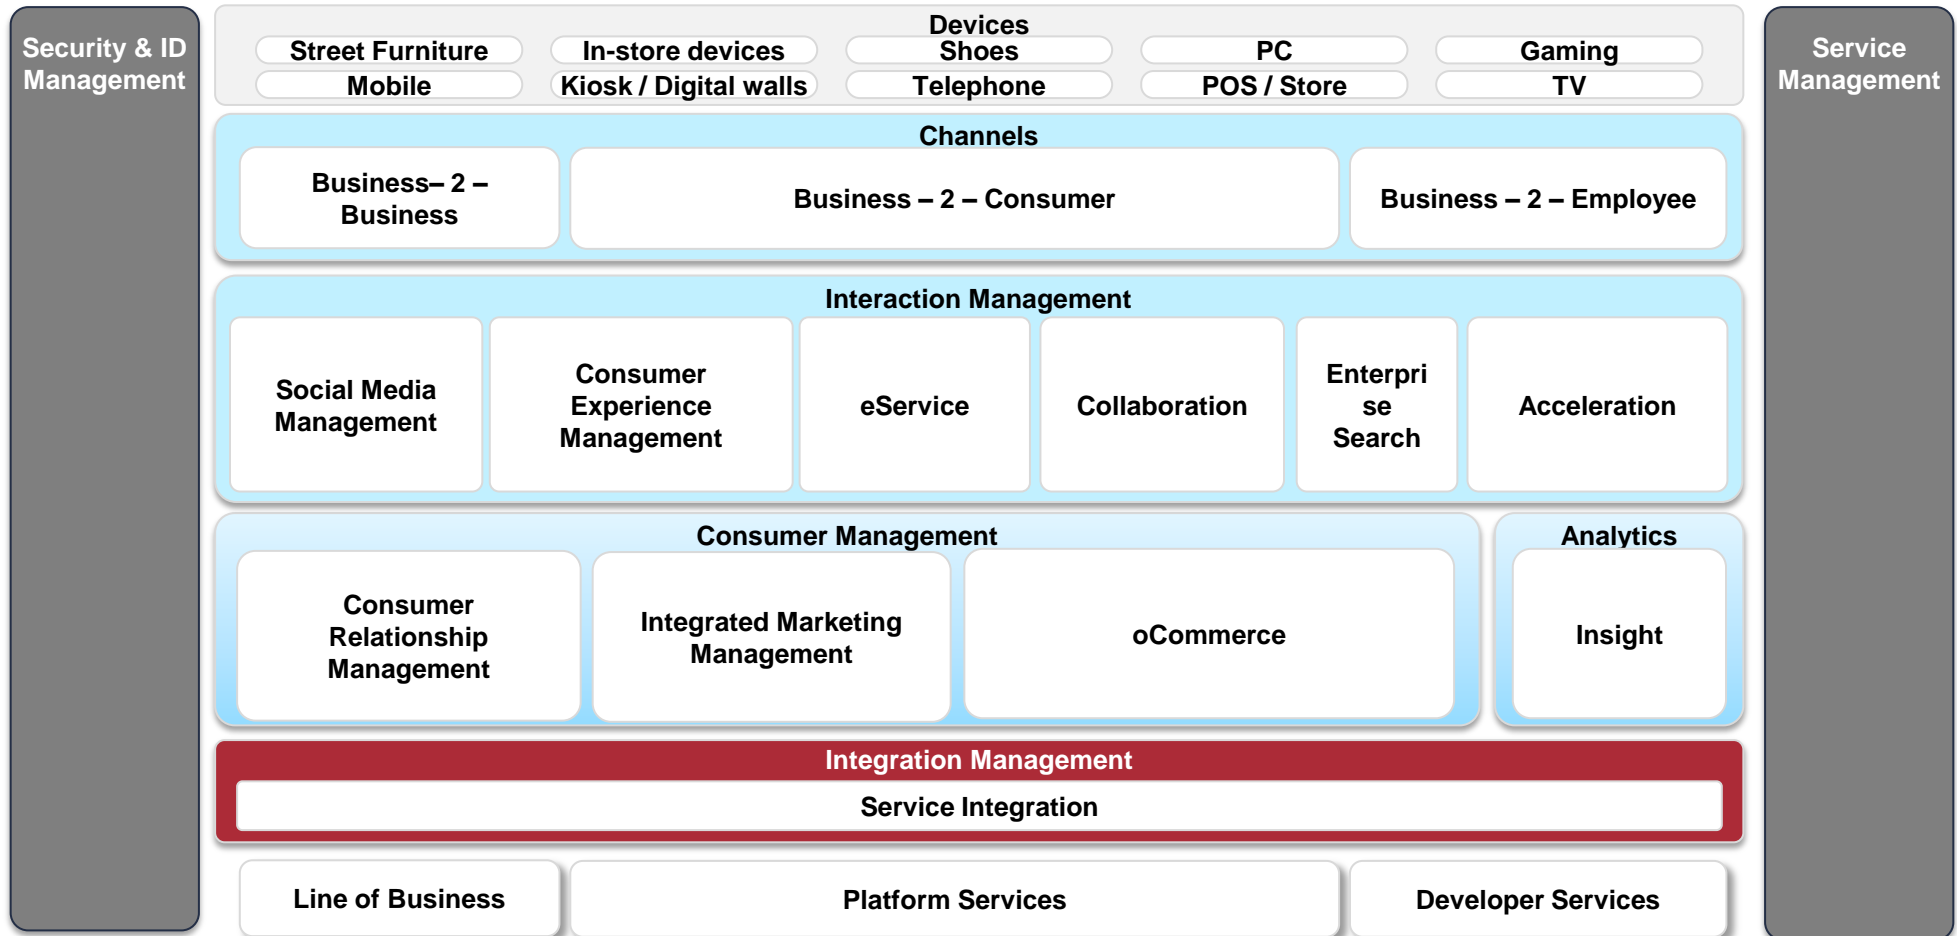 Security & ID
Management
Devices
Street Furniture
In-store devices
Shoes
PC
Gaming
Mobile
Kiosk / Digital walls
Telephone
POS / Store
TV
Service
Management
Channels
Business– 2 –
Business
Business – 2 – Consumer
Business – 2 – Employee
Interaction Management
Social Media
Management
Consumer
Experience
Management
eService
Collaboration
Enterpri
se
Search
Acceleration
Consumer Management
Consumer
Relationship
Management
Integrated Marketing
Management
oCommerce
Analytics
Insight
Integration Management
Service Integration
Line of Business
Platform Services
Developer Services